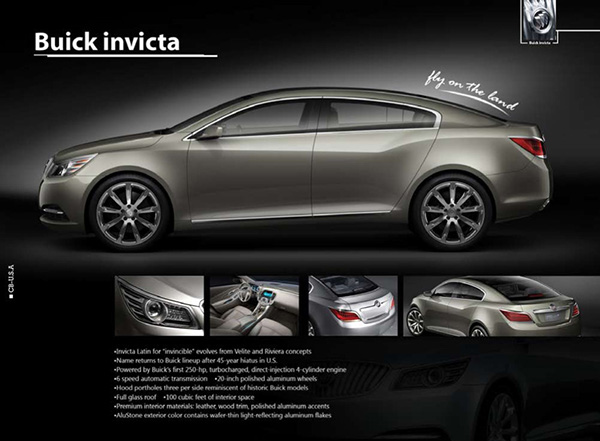 Buick invicta
Buick Invicta
fly on the land
■ CB-U.S.A
•Invicta Latin for "invincible" evolves from Velite and Riviera concepts
•Name returns to Buick lineup after 45-year hiatus in U.S.
•Powered by Buick's first 250-hp, turbocharged, direct-injection 4-cylinder engine
•6 speed automatic transmission •20-inch polished aluminum wheels
•Hood portholes three per side reminiscent of historic Buick models
•Full glass roof •100 cubic feet of interior space
•Premium interior materials: leather, wood trim, polished aluminum accents
•AluStone exterior color contains wafer-thin light-reflecting aluminum flakes